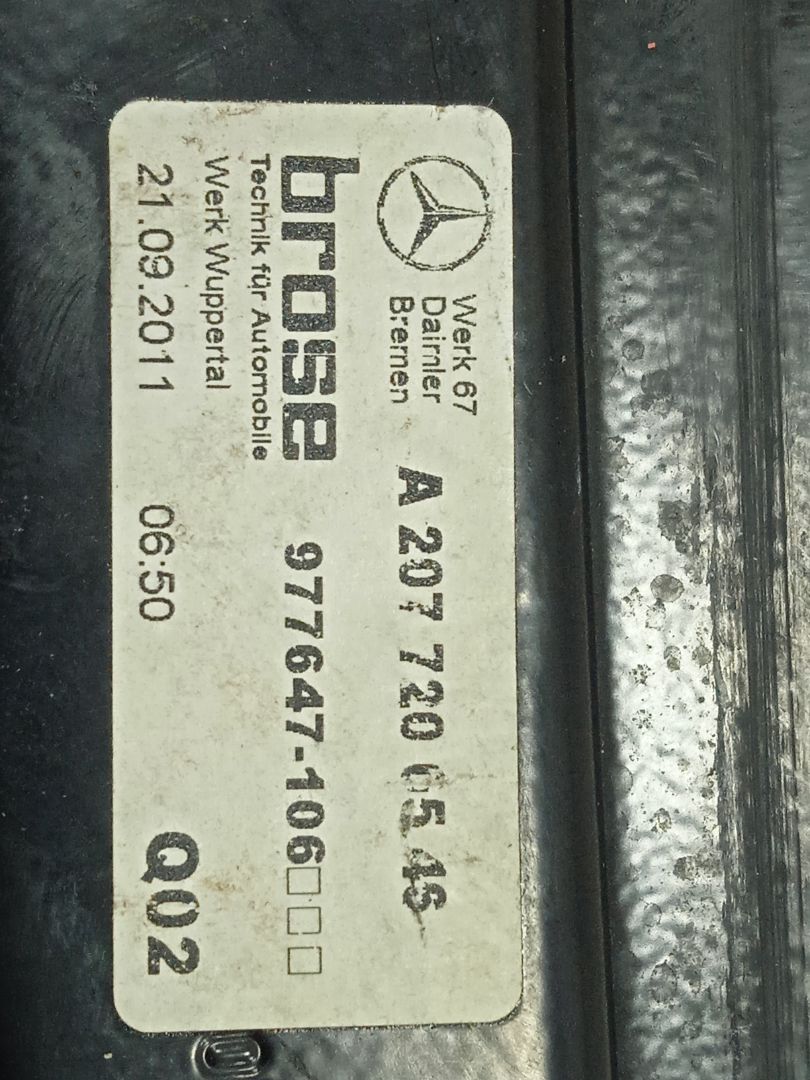 Werk 67
Daimler
Bremen
A 207 720 05 46
brose
977647-106□□□
Technik für Automobile
Werk Wuppertal
21.09.2011 06:50 Q02